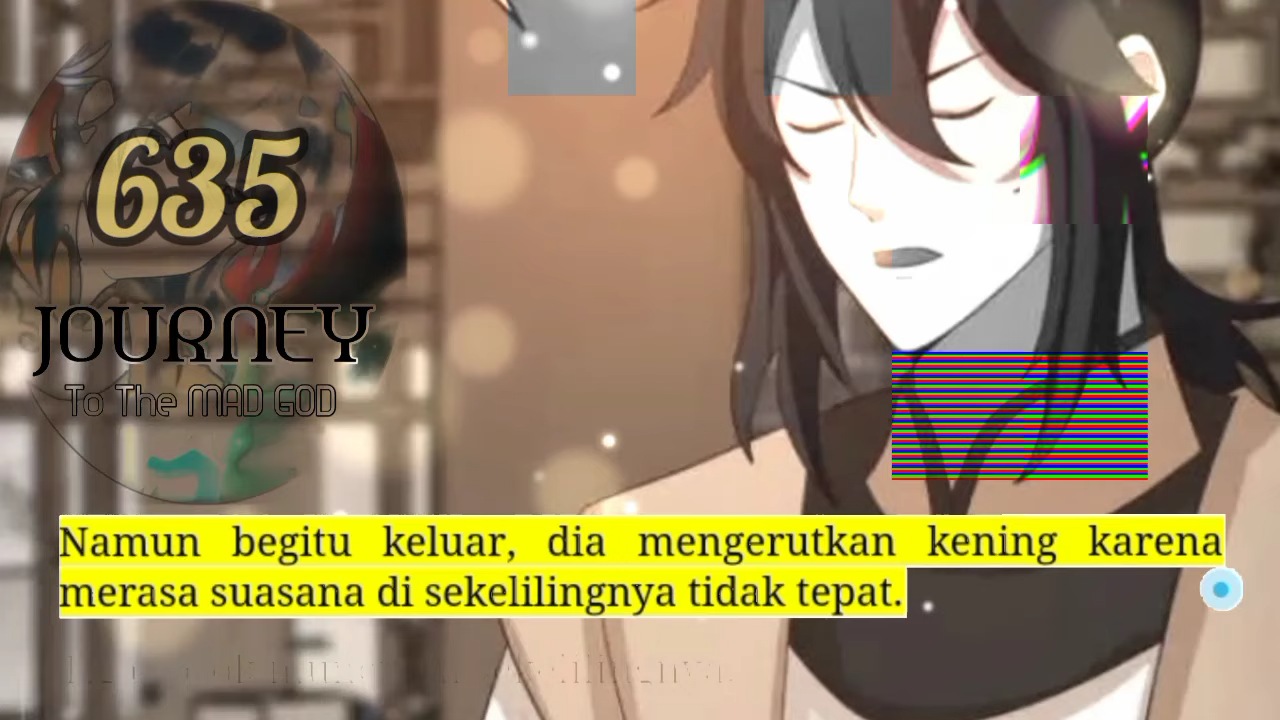 635
JOURNEY
To The MAD GOD
Namun begitu keluar, dia mengerutkan kening karena
merasa suasana di sekelilingnya tidak tepat.